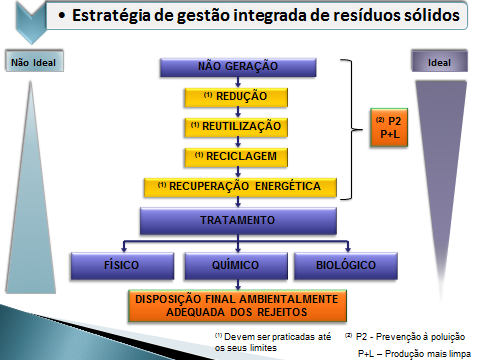 • Estratégia de gestão integrada de resíduos sólidos
Não Ideal
Ideal
NÃO GERAÇÃO
(1) REDUÇÃO
(1) REUTILIZAÇÃO
(1) RECICLAGEM
(1) RECUPERAÇÃO ENERGÉTICA
(2) P2
P+L
TRATAMENTO
FÍSICO
QUÍMICO
BIOLÓGICO
DISPOSIÇÃO FINAL AMBIENTALMENTE
ADEQUADA DOS REJEITOS
(1) Devem ser praticadas até
os seus limites
(2) P2 - Prevenção à poluição
P+L – Produção mais limpa